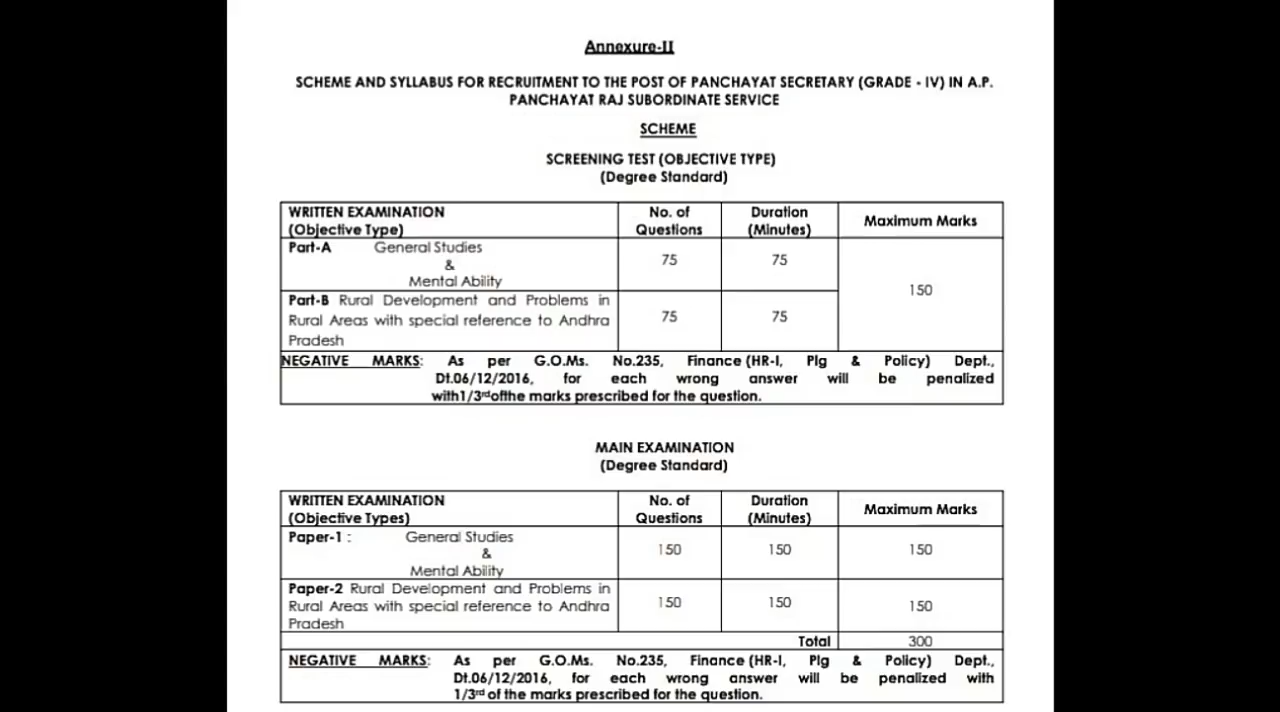 Annexure-II
SCHEME AND SYLLABUS FOR RECRUITMENT TO THE POST OF PANCHAYAT SECRETARY (GRADE - IV) IN A.P.
PANCHAYAT RAJ SUBORDINATE SERVICE
SCHEME
SCREENING TEST (OBJECTIVE TYPE)
(Degree Standard)
WRITTEN EXAMINATION
(Objective Type)
No. of
Questions
Duration
(Minutes)
Maximum Marks
Part-A General Studies
&
Mental Ability
75
75
150
Part-B Rural Development and Problems in
Rural Areas with special reference to Andhra
Pradesh
75
75
NEGATIVE MARKS: As per G.O.Ms. No.235, Finance (HR-I, Plg & Policy) Dept.,
Dt.06/12/2016, for each wrong answer will be penalized
with1/3rdofthe marks prescribed for the question.
MAIN EXAMINATION
(Degree Standard)
WRITTEN EXAMINATION
(Objective Types)
No. of
Questions
Duration
(Minutes)
Maximum Marks
Paper-1 : General Studies
&
Mental Ability
150
150
150
Paper-2 Rural Development and Problems in
Rural Areas with special reference to Andhra
Pradesh
150
150
150
Total 300
NEGATIVE MARKS: As per G.O.Ms. No.235, Finance (HR-I, Plg & Policy) Dept.,
Dt.06/12/2016, for each wrong answer will be penalized with
1/3rd of the marks prescribed for the question.